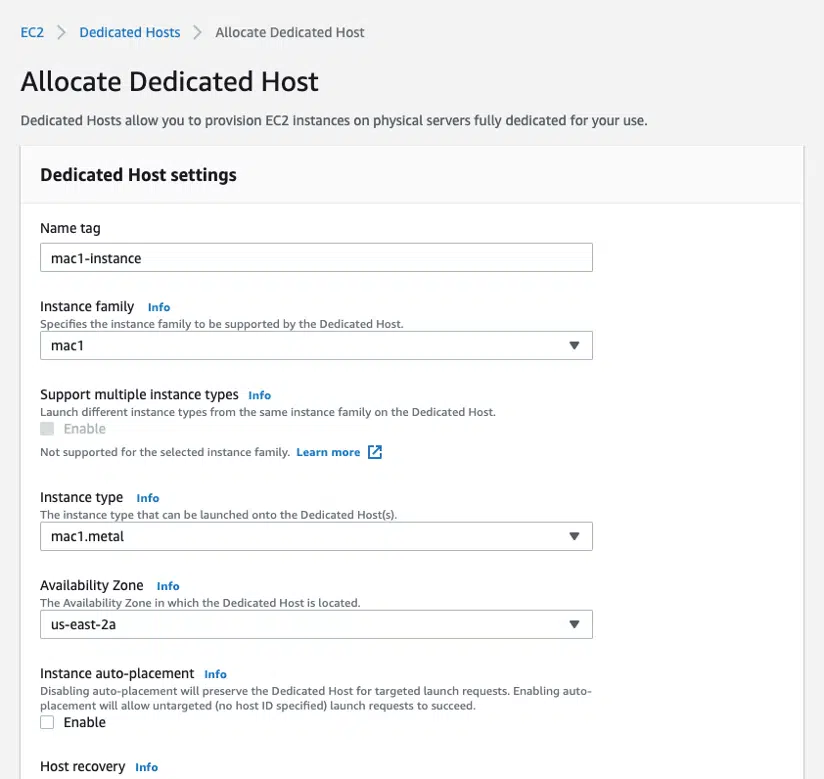 EC2 > Dedicated Hosts > Allocate Dedicated Host
Allocate Dedicated Host
Dedicated Hosts allow you to provision EC2 instances on physical servers fully dedicated for your use.
Dedicated Host settings
Name tag
mac1-instance
Instance family Info
Specifies the instance family to be supported by the Dedicated Host.
mac1
Support multiple instance types Info
Launch different instance types from the same instance family on the Dedicated Host.
Enable
Not supported for the selected instance family. Learn more
Instance type Info
The instance type that can be launched onto the Dedicated Host(s).
mac1.metal
Availability Zone Info
The Availability Zone in which the Dedicated Host is located.
us-east-2a
Instance auto-placement Info
Disabling auto-placement will preserve the Dedicated Host for targeted launch requests. Enabling auto-
placement will allow untargeted (no host ID specified) launch requests to succeed.
Enable
Host recovery Info